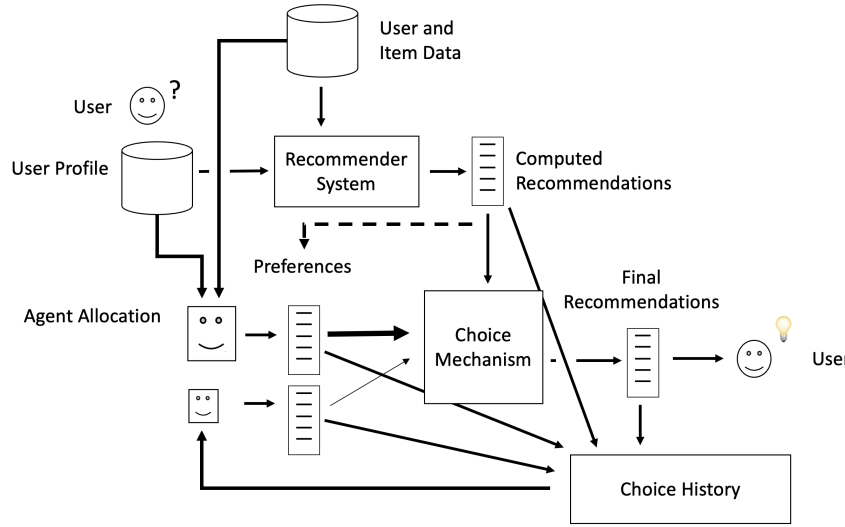 User and
Item Data
User
?
User Profile
Recommender
System
Computed
Recommendations
Preferences
Final
Recommendations
Agent Allocation
Choice
Mechanism
User
Choice History